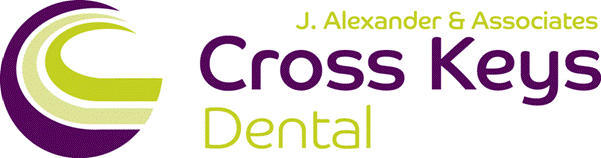 J. Alexander & Associates
Cross Keys
Dental